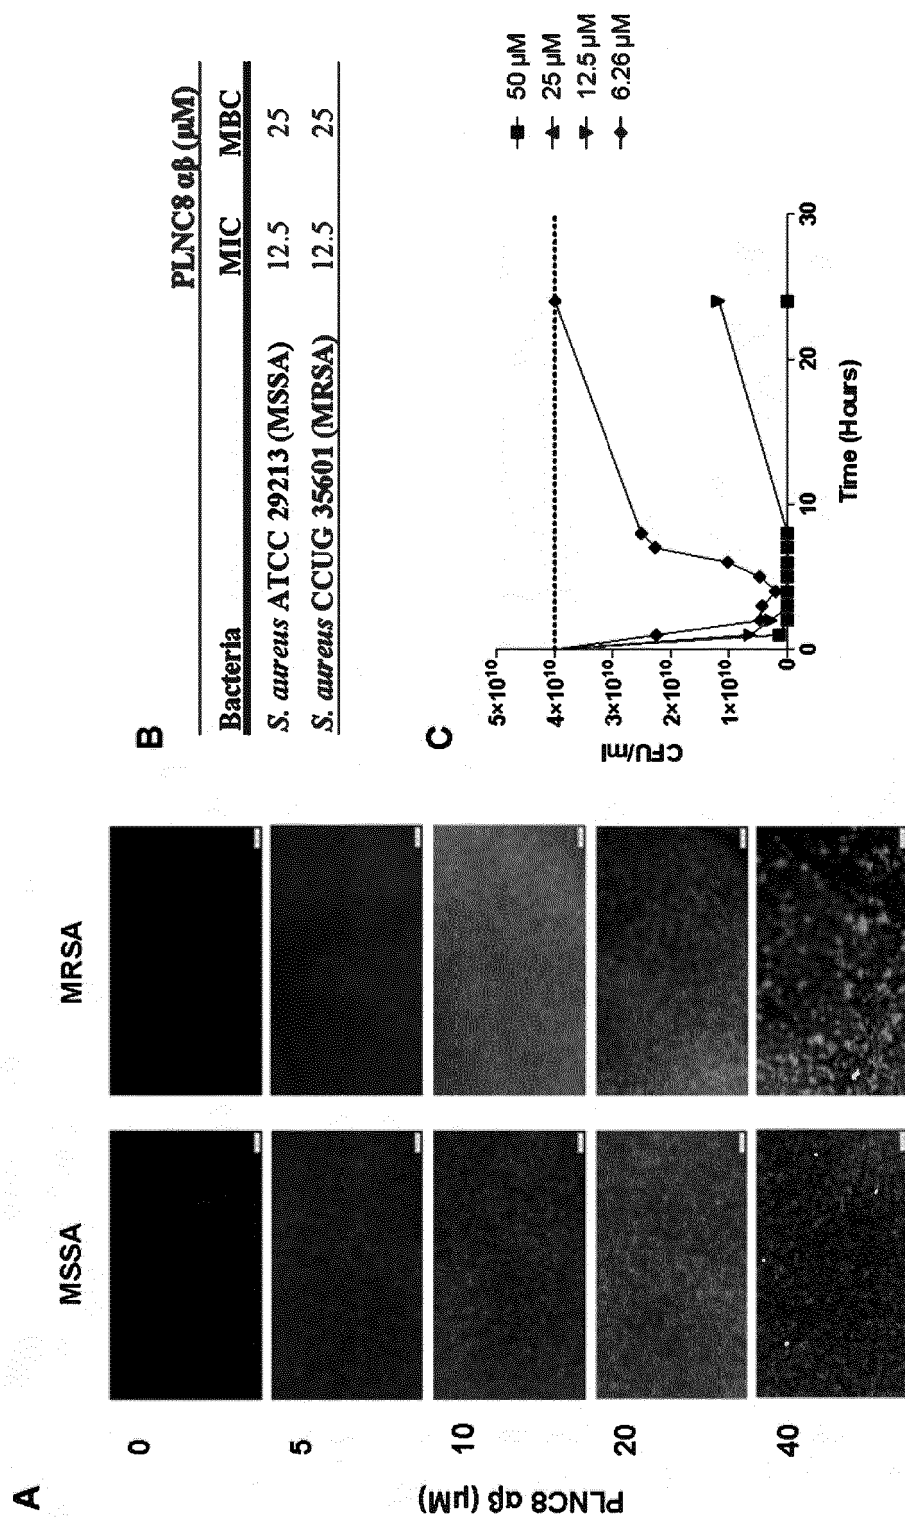 A
MSSA
MRSA
PLNC8 αβ (µM)
0
5
10
20
40
B
PLNC8 αβ (µM)
Bacteria MIC MBC
S. aureus ATCC 29213 (MSSA) 12.5 25
S. aureus CCUG 35601 (MRSA) 12.5 25
C
CFU/ml
5×10¹⁰
4×10¹⁰
3×10¹⁰
2×10¹⁰
1×10¹⁰
0
0 10 20 30
Time (Hours)
50 µM
25 µM
12.5 µM
6.26 µM